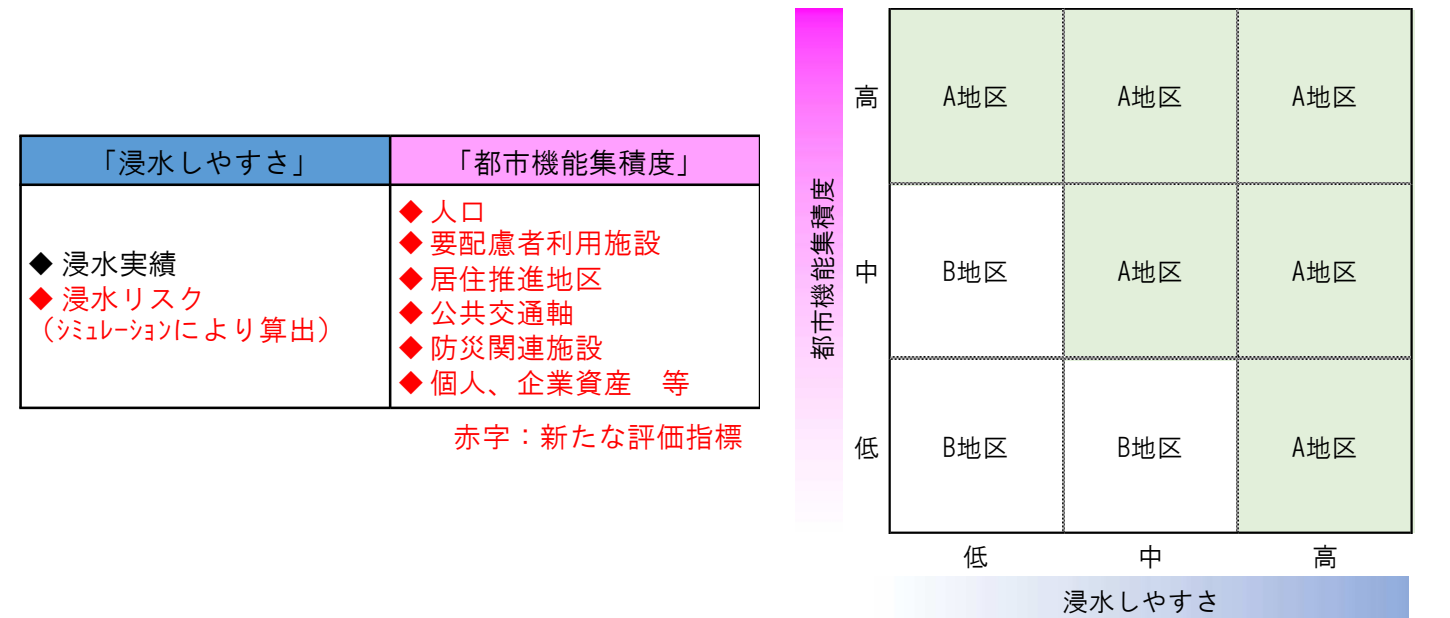 「浸水しやすさ」
「都市機能集積度」
◆ 浸水実績
◆ 浸水リスク
（ｼﾐｭﾚｰｼｮﾝにより算出）
◆ 人口
◆ 要配慮者利用施設
◆ 居住推進地区
◆ 公共交通軸
◆ 防災関連施設
◆ 個人、企業資産　等
赤字：新たな評価指標
都市機能集積度
高
A地区
A地区
A地区
中
B地区
A地区
A地区
低
B地区
B地区
A地区
低
中
高
浸水しやすさ